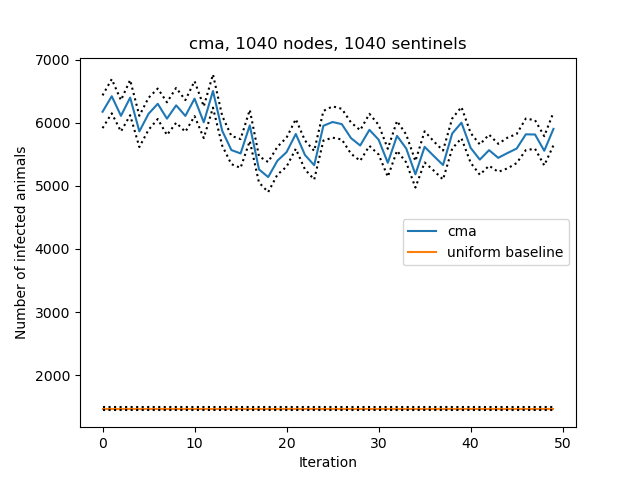 cma, 1040 nodes, 1040 sentinels
Number of infected animals
7000
6000
5000
4000
3000
2000
cma
uniform baseline
0
10
20
30
40
50
Iteration